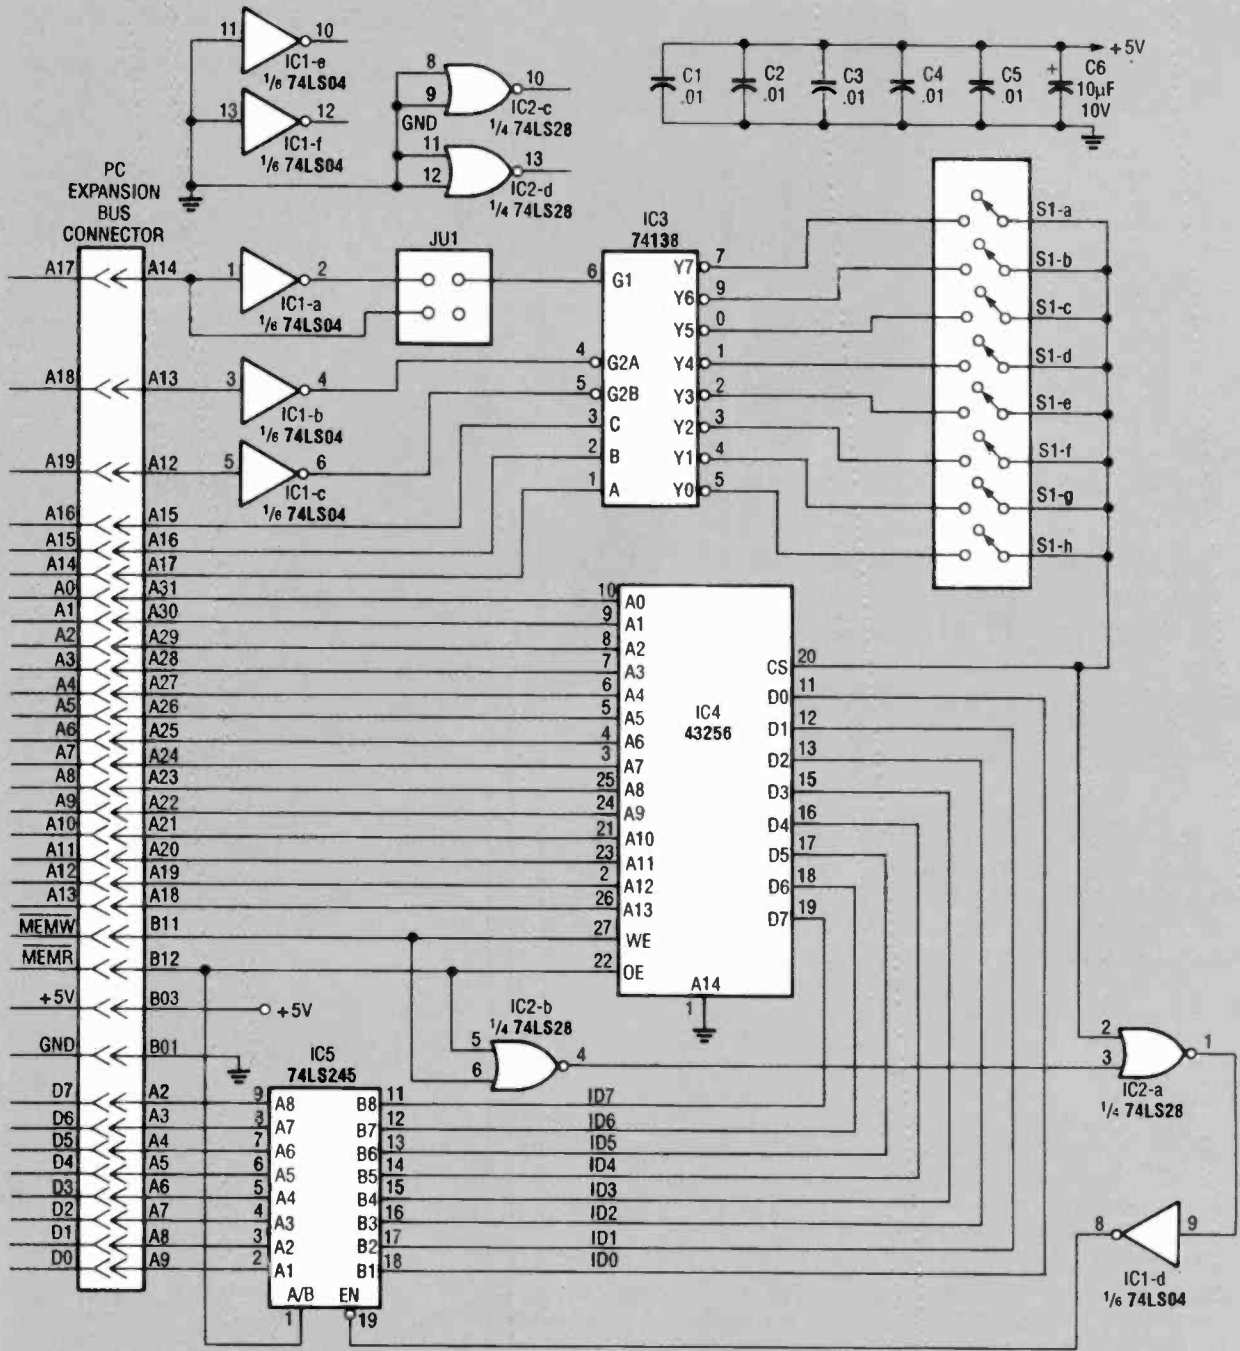 11 10
IC1-e
1/6 74LS04
13 12
IC1-f
1/6 74LS04
8
9
10
IC2-c
1/4 74LS28
GND
11
12
13
IC2-d
1/4 74LS28
+5V
C1
.01
C2
.01
C3
.01
C4
.01
C5
.01
+
C6
10µF
10V
PC
EXPANSION
BUS
CONNECTOR
A17 A14
1 2
IC1-a
1/6 74LS04
JU1
A18 A13
3 4
IC1-b
1/6 74LS04
A19 A12
5 6
IC1-c
1/6 74LS04
IC3
74138
6 G1
4 G2A
5 G2B
3 C
2 B
1 A
Y7 7
Y6 9
Y5 0
Y4 1
Y3 2
Y2 3
Y1 4
Y0 5
S1-a
S1-b
S1-c
S1-d
S1-e
S1-f
S1-g
S1-h
A16 A15
A15 A16
A14 A17
A0 A31
A1 A30
A2 A29
A3 A28
A4 A27
A5 A26
A6 A25
A7 A24
A8 A23
A9 A22
A10 A21
A11 A20
A12 A19
A13 A18
MEMW B11
MEMR B12
+5V B03
+5V
GND B01
IC4
43256
10 A0
9 A1
8 A2
7 A3
6 A4
5 A5
4 A6
3 A7
25 A8
24 A9
21 A10
23 A11
2 A12
26 A13
27 WE
22 OE
A14
1
CS 20
D0 11
D1 12
D2 13
D3 15
D4 16
D5 17
D6 18
D7 19
IC2-b
1/4 74LS28
5
6
4
2
3
1
IC2-a
1/4 74LS28
IC5
74LS245
D7 A2 9 A8 B8 11 ID7
D6 A3 8 A7 B7 12 ID6
D5 A4 7 A6 B6 13 ID5
D4 A5 6 A5 B5 14 ID4
D3 A6 5 A4 B4 15 ID3
D2 A7 4 A3 B3 16 ID2
D1 A8 3 A2 B2 17 ID1
D0 A9 2 A1 B1 18 ID0
A/B EN
1 19
8 9
IC1-d
1/6 74LS04